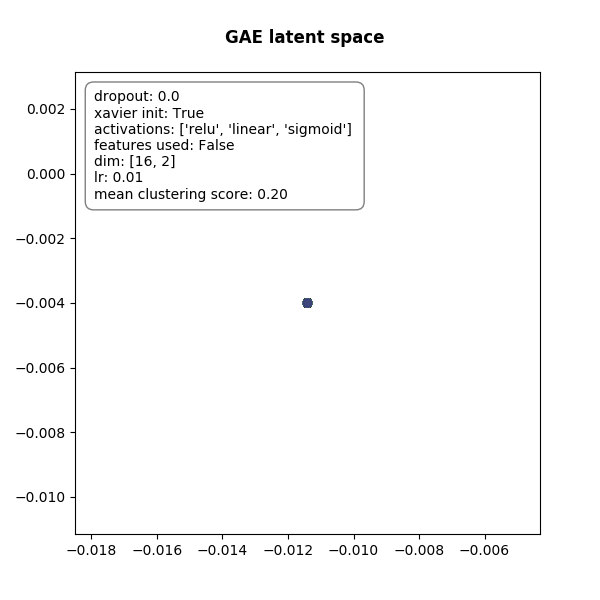 GAE latent space
dropout: 0.0
xavier init: True
activations: ['relu', 'linear', 'sigmoid']
features used: False
dim: [16, 2]
lr: 0.01
mean clustering score: 0.20
0.002
0.000
−0.002
−0.004
−0.006
−0.008
−0.010
−0.018 −0.016 −0.014 −0.012 −0.010 −0.008 −0.006